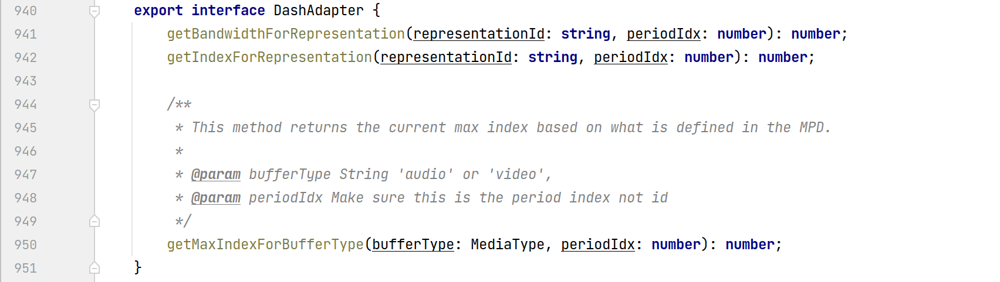 940 export interface DashAdapter {
941 getBandwidthForRepresentation(representationId: string, periodIdx: number): number;
942 getIndexForRepresentation(representationId: string, periodIdx: number): number;
943
944 /**
945 * This method returns the current max index based on what is defined in the MPD.
946 *
947 * @param bufferType String 'audio' or 'video',
948 * @param periodIdx Make sure this is the period index not id
949 */
950 getMaxIndexForBufferType(bufferType: MediaType, periodIdx: number): number;
951 }